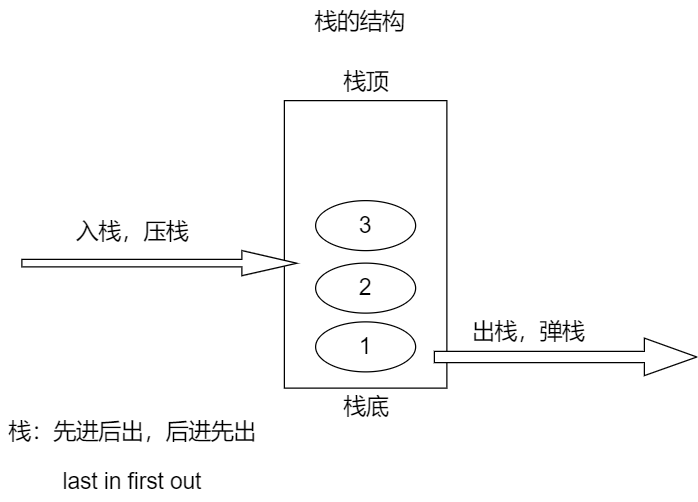 栈的结构
栈顶
3
入栈，压栈
2
出栈，弹栈
1
栈底
栈：先进后出，后进先出
last in first out